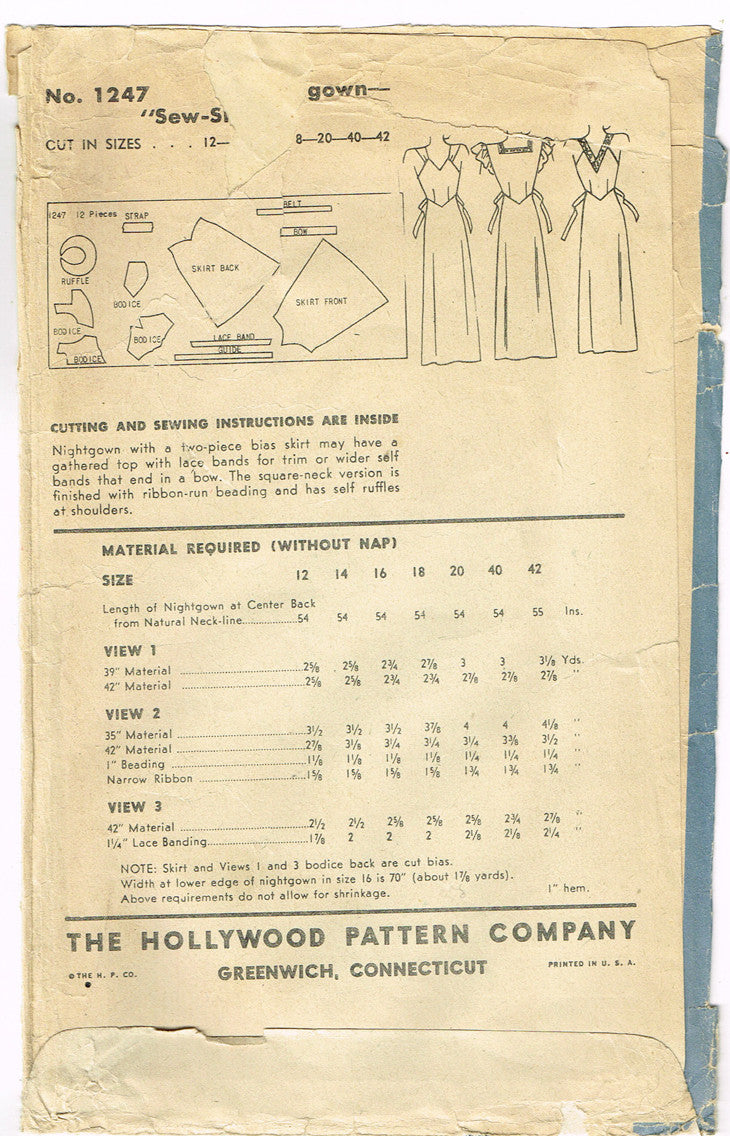 No. 1247 gown—
"Sew-Si
CUT IN SIZES . . . 12— 8—20—40—42
1247 12 Pieces
STRAP
BELT
BOW
RUFFLE
SKIRT BACK
SKIRT FRONT
BODICE
BODICE
BODICE
BODICE
LACE BAND
GUIDE
CUTTING AND SEWING INSTRUCTIONS ARE INSIDE
Nightgown with a two-piece bias skirt may have a
gathered top with lace bands for trim or wider self
bands that end in a bow. The square-neck version is
finished with ribbon-run beading and has self ruffles
at shoulders.
MATERIAL REQUIRED (WITHOUT NAP)
SIZE 12 14 16 18 20 40 42
Length of Nightgown at Center Back
from Natural Neck-line 54 54 54 54 54 54 55 Ins.
VIEW 1
39" Material 2⅝ 2⅝ 2¾ 2⅞ 3 3 3⅛ Yds.
42" Material 2⅝ 2⅝ 2¾ 2¾ 2⅞ 2⅞ 2⅞ "
VIEW 2
35" Material 3½ 3½ 3½ 3⅞ 4 4 4⅛ "
42" Material 2⅞ 3⅛ 3¼ 3¼ 3¼ 3⅜ 3½ "
1" Beading 1⅛ 1⅛ 1⅛ 1⅛ 1¼ 1¼ 1¼ "
Narrow Ribbon 1⅝ 1⅝ 1⅝ 1⅝ 1¾ 1¾ 1¾ "
VIEW 3
42" Material 2½ 2½ 2⅝ 2⅝ 2⅝ 2¾ 2⅞ "
1¼" Lace Banding 1⅞ 2 2 2 2⅛ 2⅛ 2¼ "
NOTE: Skirt and Views 1 and 3 bodice back are cut bias.
Width at lower edge of nightgown in size 16 is 70" (about 1⅞ yards).
Above requirements do not allow for shrinkage. 1" hem.
THE HOLLYWOOD PATTERN COMPANY
© THE H. P. CO. GREENWICH, CONNECTICUT PRINTED IN U. S. A.